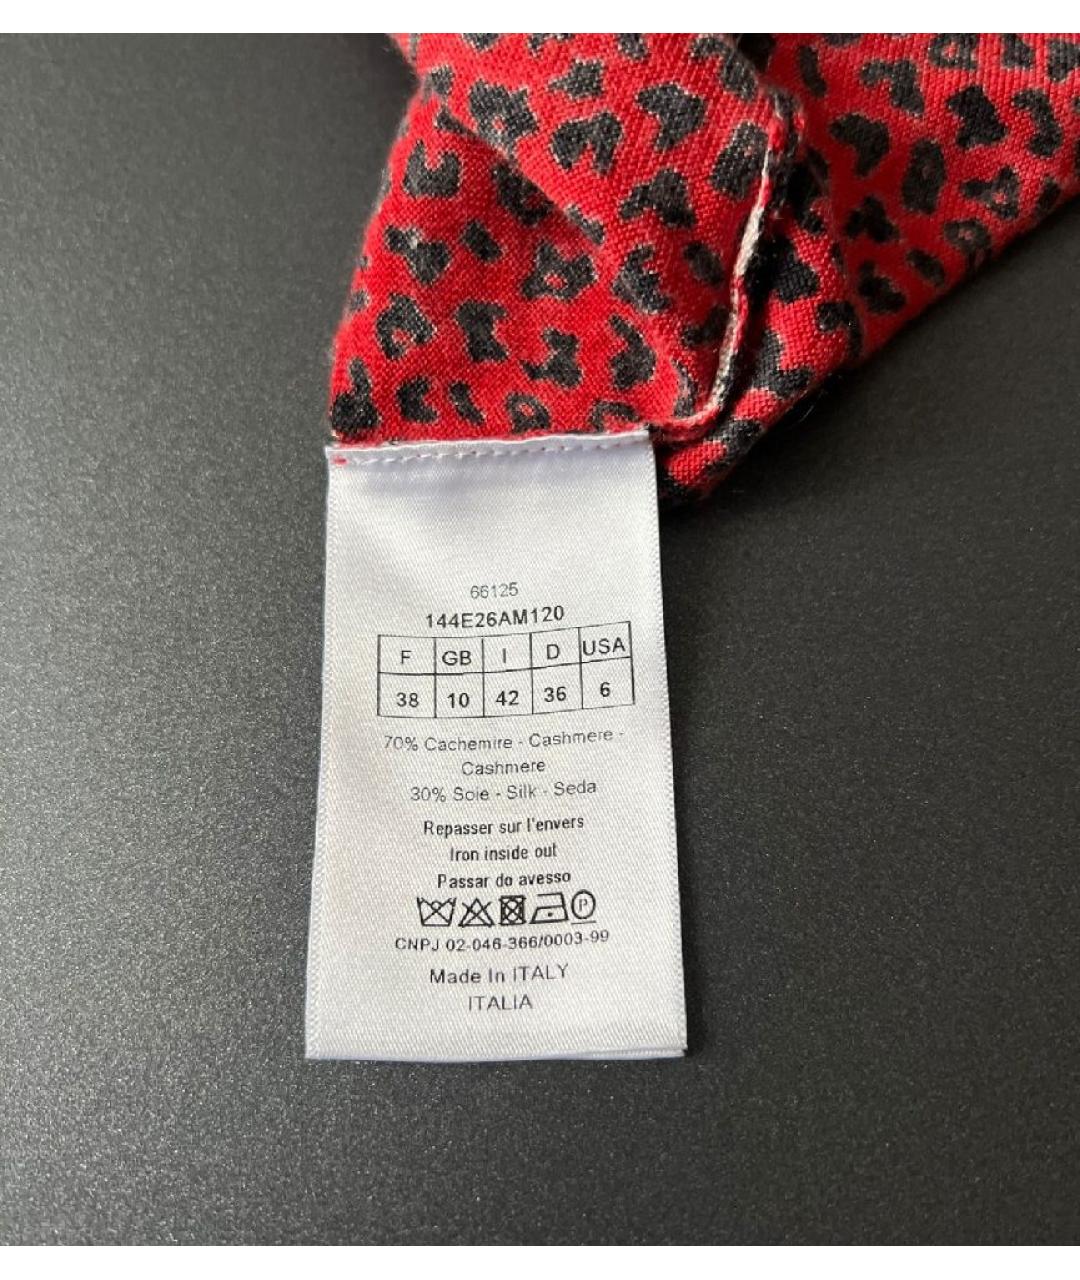 66125
144E26AM120
F GB I D USA
38 10 42 36 6
70% Cachemire - Cashmere -
Cashmere
30% Soie - Silk - Seda
Repasser sur l'envers
Iron inside out
Passar do avesso
P
CNPJ 02-046-366/0003-99
Made In ITALY
ITALIA